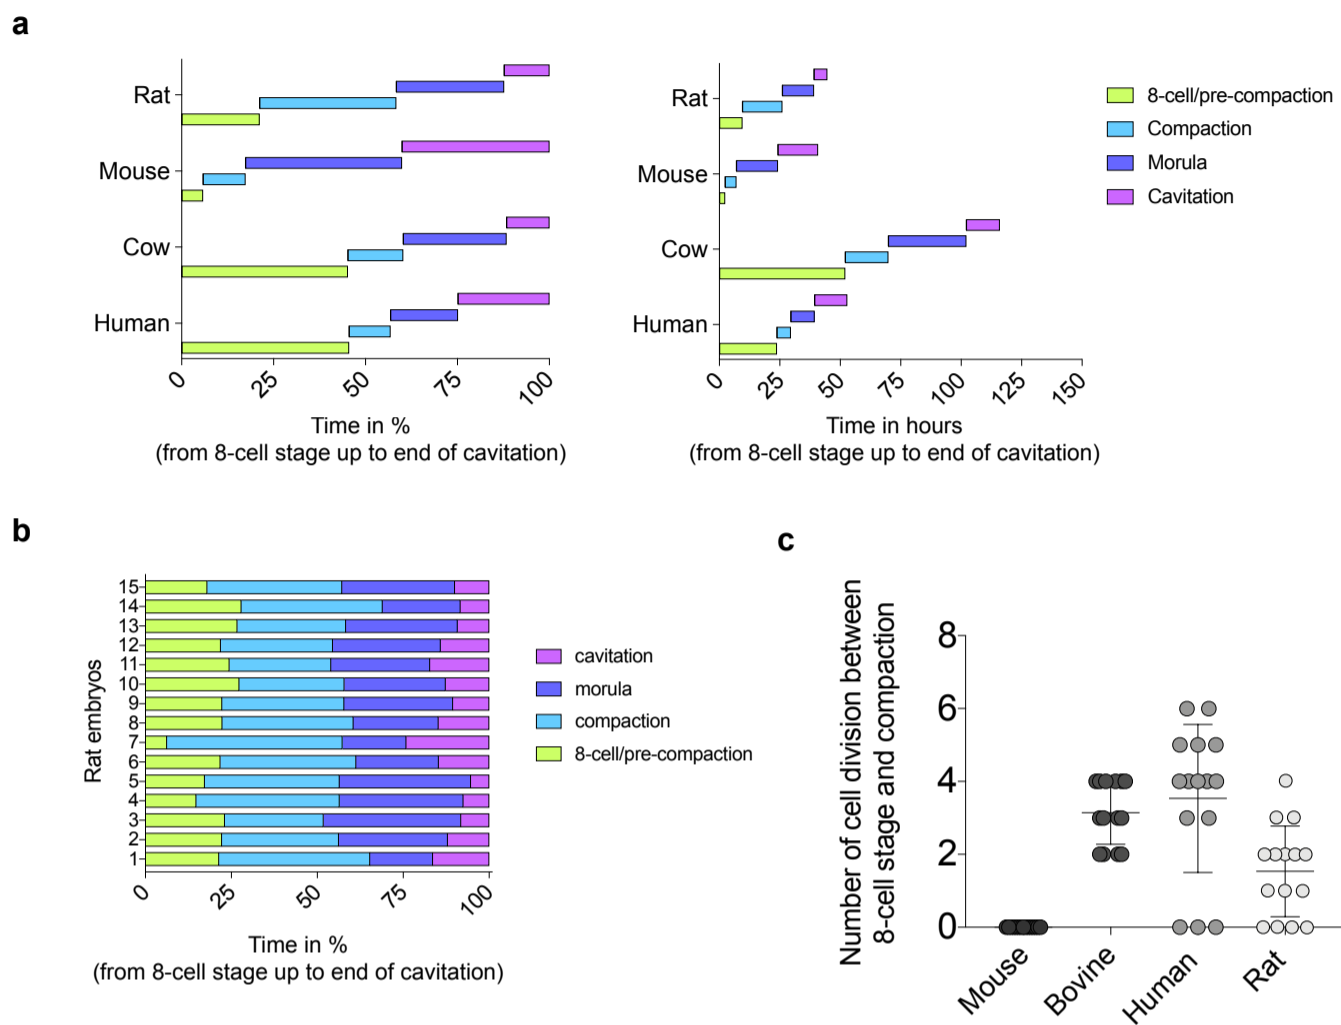 a
Rat
Mouse
Cow
Human
0
25
50
75
100
Time in %
(from 8-cell stage up to end of cavitation)
Rat
Mouse
Cow
Human
0
25
50
75
100
125
150
Time in hours
(from 8-cell stage up to end of cavitation)
8-cell/pre-compaction
Compaction
Morula
Cavitation
b
Rat embryos
15
14
13
12
11
10
9
8
7
6
5
4
3
2
1
0
25
50
75
100
Time in %
(from 8-cell stage up to end of cavitation)
cavitation
morula
compaction
8-cell/pre-compaction
c
Number of cell division between
8-cell stage and compaction
8
6
4
2
0
Mouse
Bovine
Human
Rat